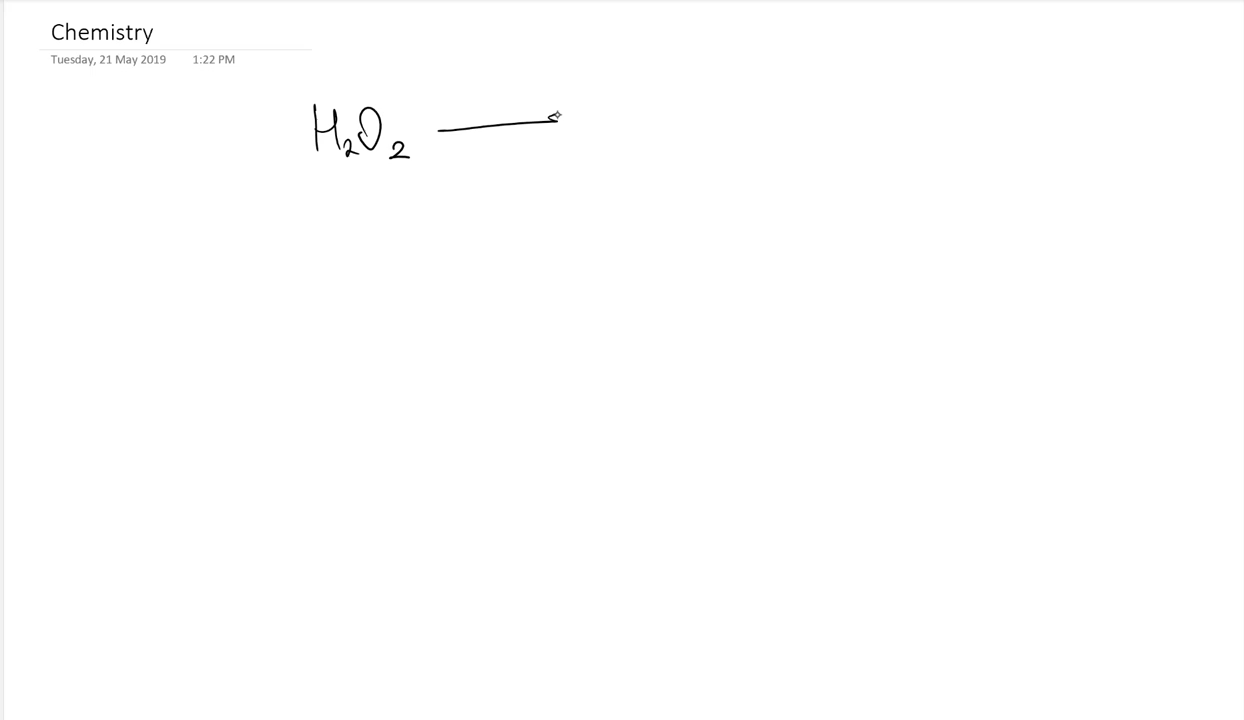 Chemistry
Tuesday, 21 May 2019 1:22 PM
H₂O₂ →